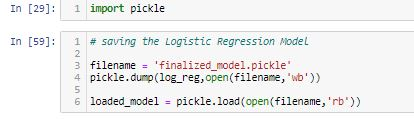 In [29]: 1 import pickle
In [59]: 1 # saving the Logistic Regression Model
2
3 filename = 'finalized_model.pickle'
4 pickle.dump(log_reg,open(filename,'wb'))
5
6 loaded_model = pickle.load(open(filename,'rb'))